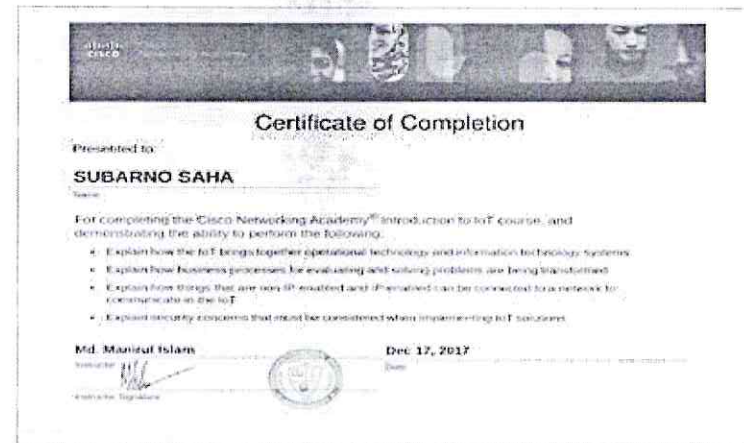 CISCO
Certificate of Completion
Presented to:
SUBARNO SAHA
Name
For completing the Cisco Networking Academy® Introduction to IoT course, and
demonstrating the ability to perform the following:
• Explain how the IoT brings together operational technology and information technology systems
• Explain how business processes for evaluating and solving problems are being transformed
• Explain how things that are non-IP-enabled and IP-enabled can be connected to a network to
communicate in the IoT
• Explain security concerns that must be considered when implementing IoT solutions
Md. Manirul Islam
Dec 17, 2017
Instructor
Date
Instructor Signature